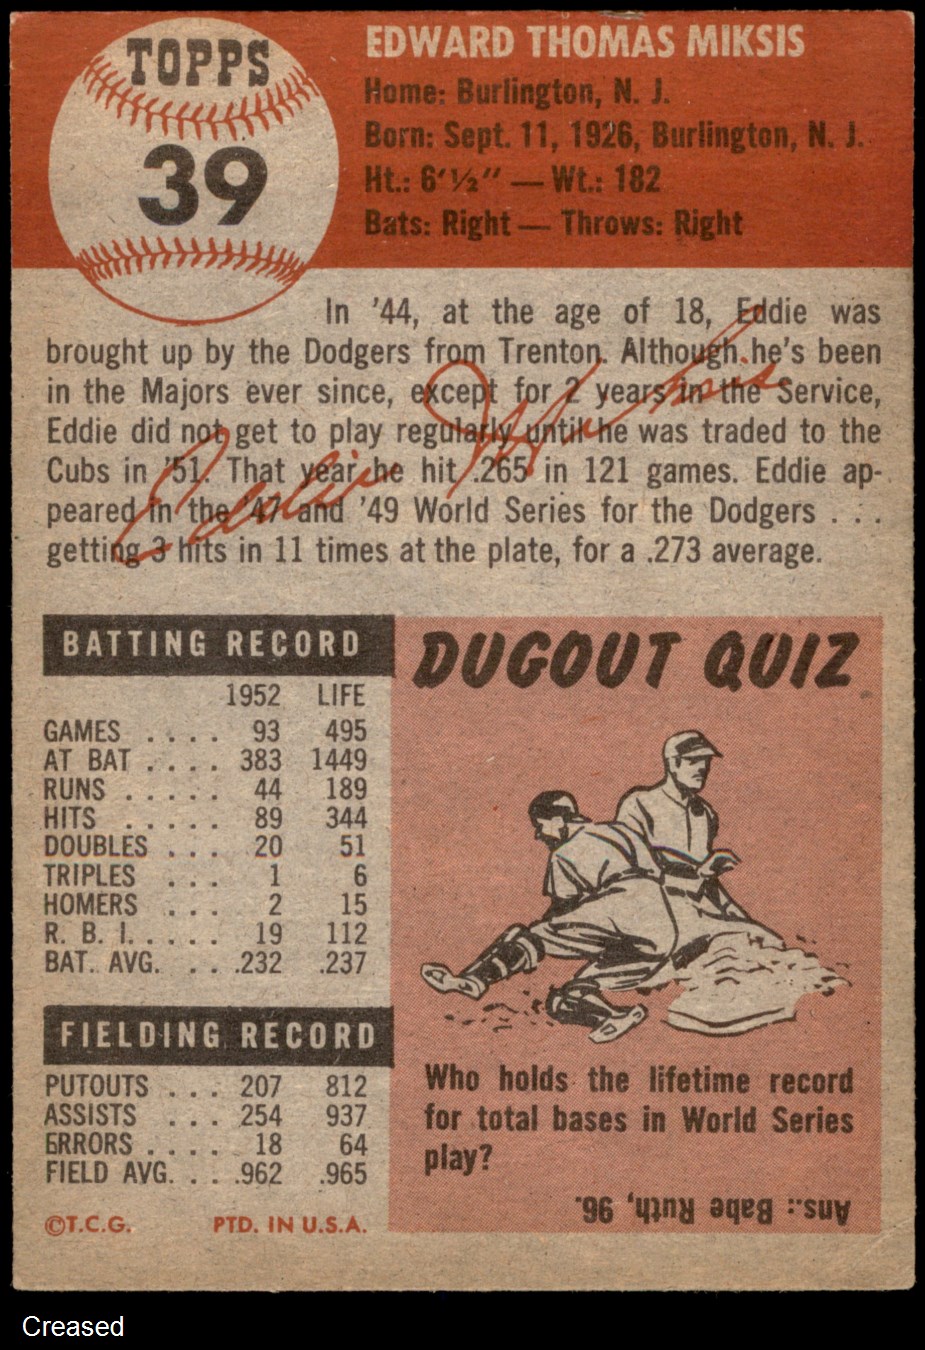 TOPPS
39
EDWARD THOMAS MIKSIS
Home: Burlington, N. J.
Born: Sept. 11, 1926, Burlington, N. J.
Ht.: 6'½" — Wt.: 182
Bats: Right — Throws: Right
In '44, at the age of 18, Eddie was
brought up by the Dodgers from Trenton. Although he's been
in the Majors ever since, except for 2 years in the Service,
Eddie did not get to play regularly until he was traded to the
Cubs in '51. That year he hit .265 in 121 games. Eddie ap-
peared in the '47 and '49 World Series for the Dodgers . . .
getting 3 hits in 11 times at the plate, for a .273 average.
Eddie Miksis
BATTING RECORD
1952 LIFE
GAMES . . . . 93 495
AT BAT . . . . 383 1449
RUNS . . . . . 44 189
HITS . . . . . 89 344
DOUBLES . . . 20 51
TRIPLES . . . 1 6
HOMERS . . . 2 15
R. B. I. . . . . 19 112
BAT. AVG. . . . .232 .237
FIELDING RECORD
PUTOUTS . . . 207 812
ASSISTS . . . 254 937
ERRORS . . . . 18 64
FIELD AVG. . . . .962 .965
©T.C.G. PTD. IN U.S.A.
DUGOUT QUIZ
Who holds the lifetime record
for total bases in World Series
play?
Ans.: Babe Ruth, 96.
Creased